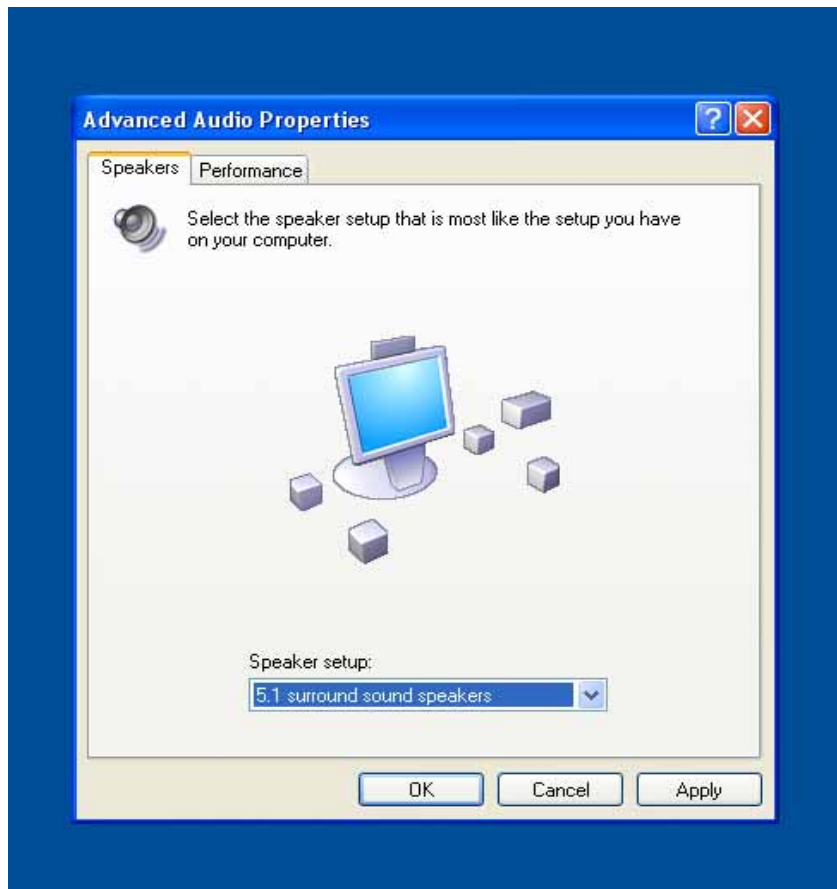 Advanced Audio Properties
Speakers Performance
Select the speaker setup that is most like the setup you have
on your computer.
Speaker setup:
5.1 surround sound speakers
OK Cancel Apply